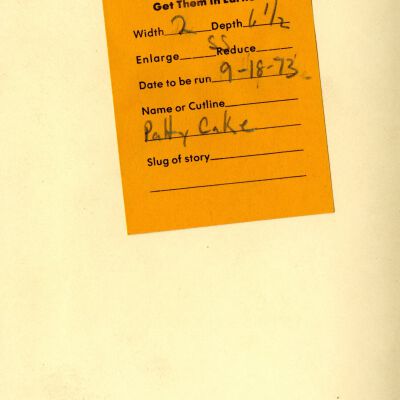 Get Them In Early
Width 2 Depth 6 1/2
Enlarge SS Reduce
Date to be run 9-18-73
Name or Cutline
Patty Cake
Slug of story